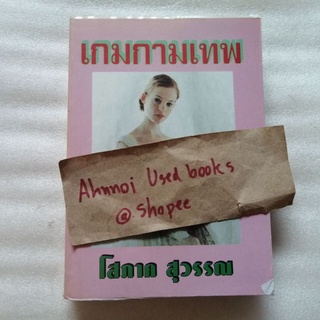 เกมกามเทพ
Ahnnoi Used books
@ Shopee
โสภาค สุวรรณ